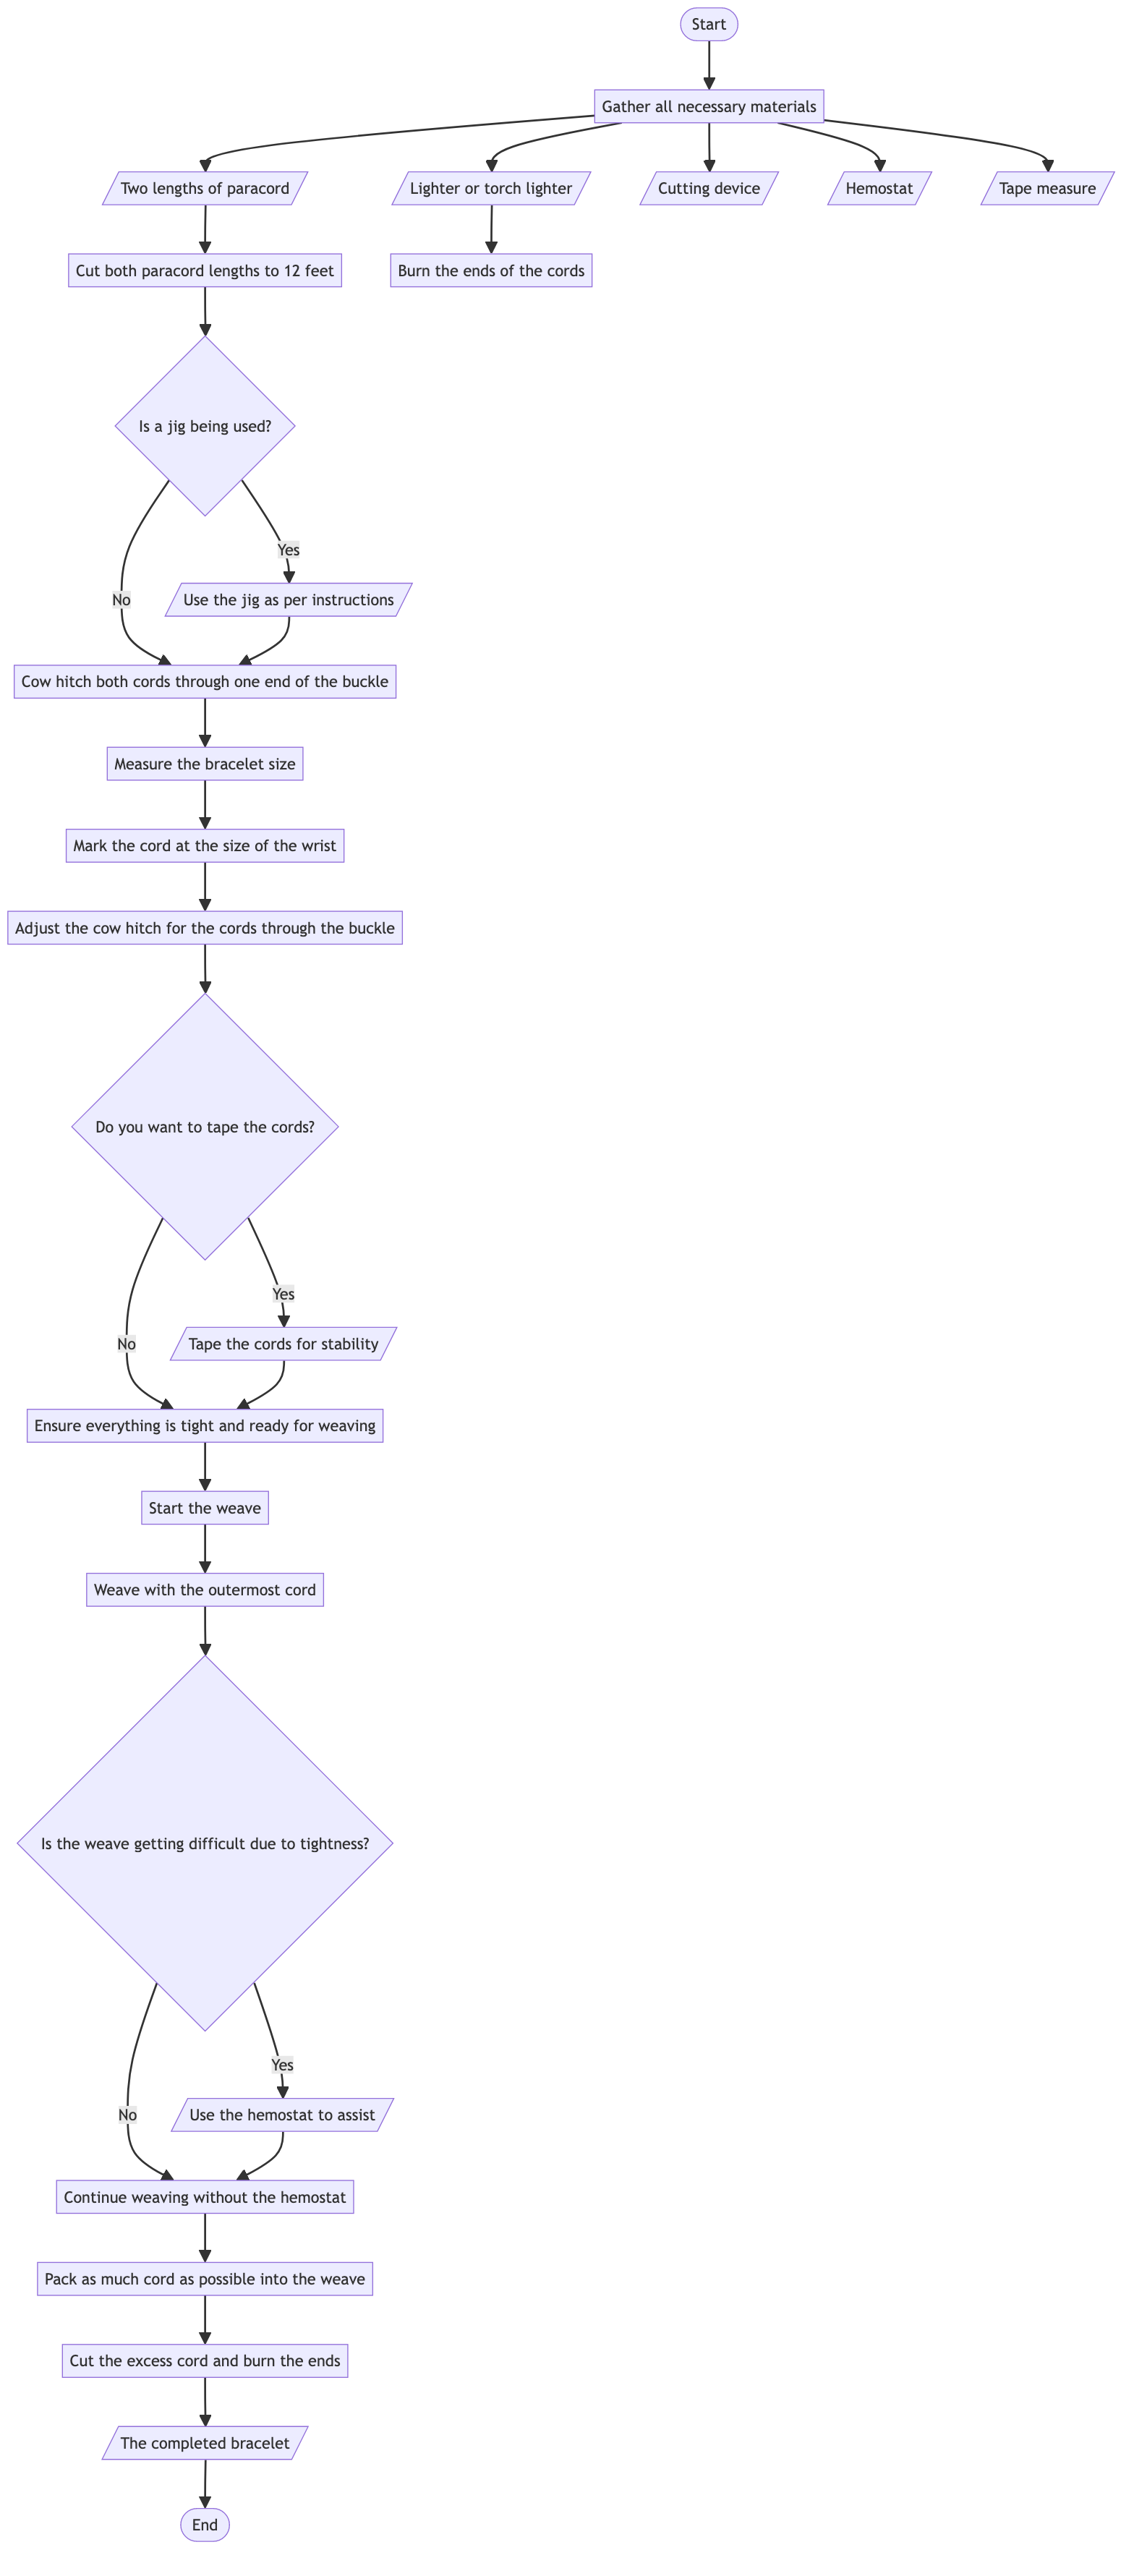 Start
Gather all necessary materials
Two lengths of paracord
Lighter or torch lighter
Cutting device
Hemostat
Tape measure
Cut both paracord lengths to 12 feet
Burn the ends of the cords
Is a jig being used?
Yes
No
Use the jig as per instructions
Cow hitch both cords through one end of the buckle
Measure the bracelet size
Mark the cord at the size of the wrist
Adjust the cow hitch for the cords through the buckle
Do you want to tape the cords?
Yes
No
Tape the cords for stability
Ensure everything is tight and ready for weaving
Start the weave
Weave with the outermost cord
Is the weave getting difficult due to tightness?
Yes
No
Use the hemostat to assist
Continue weaving without the hemostat
Pack as much cord as possible into the weave
Cut the excess cord and burn the ends
The completed bracelet
End